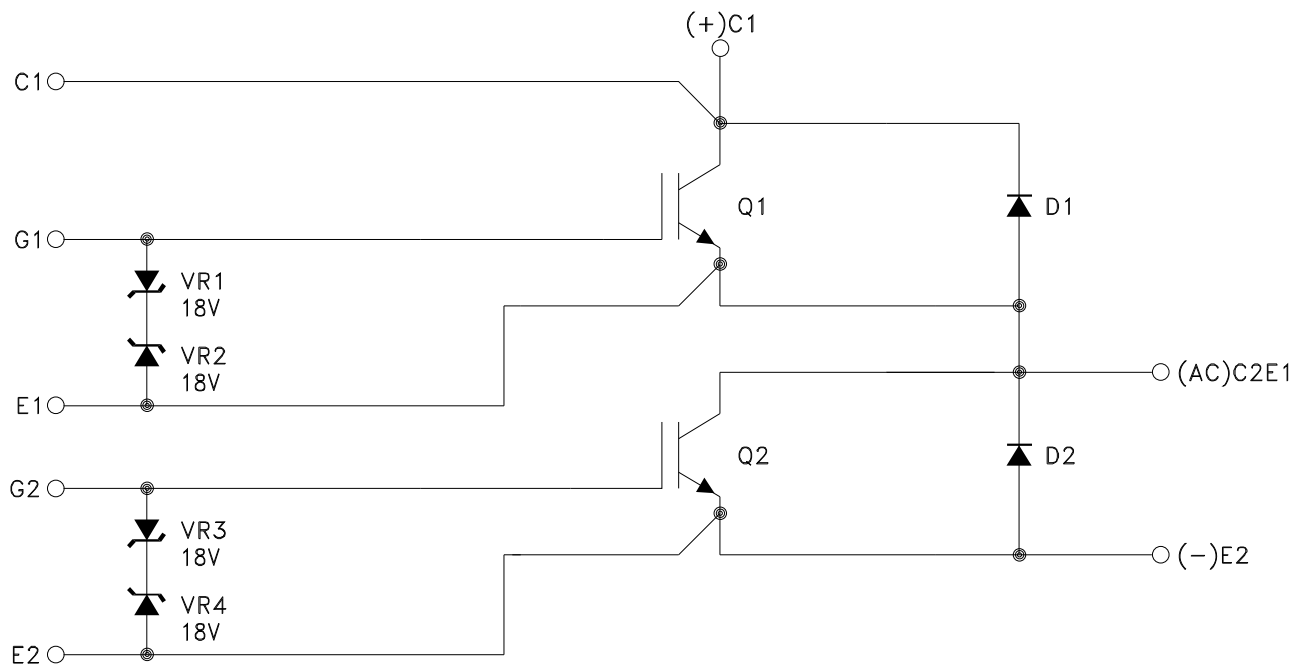 (+)C1
C1
Q1
D1
G1
VR1
18V
VR2
18V
(AC)C2E1
E1
Q2
D2
G2
VR3
18V
(-)E2
VR4
18V
E2